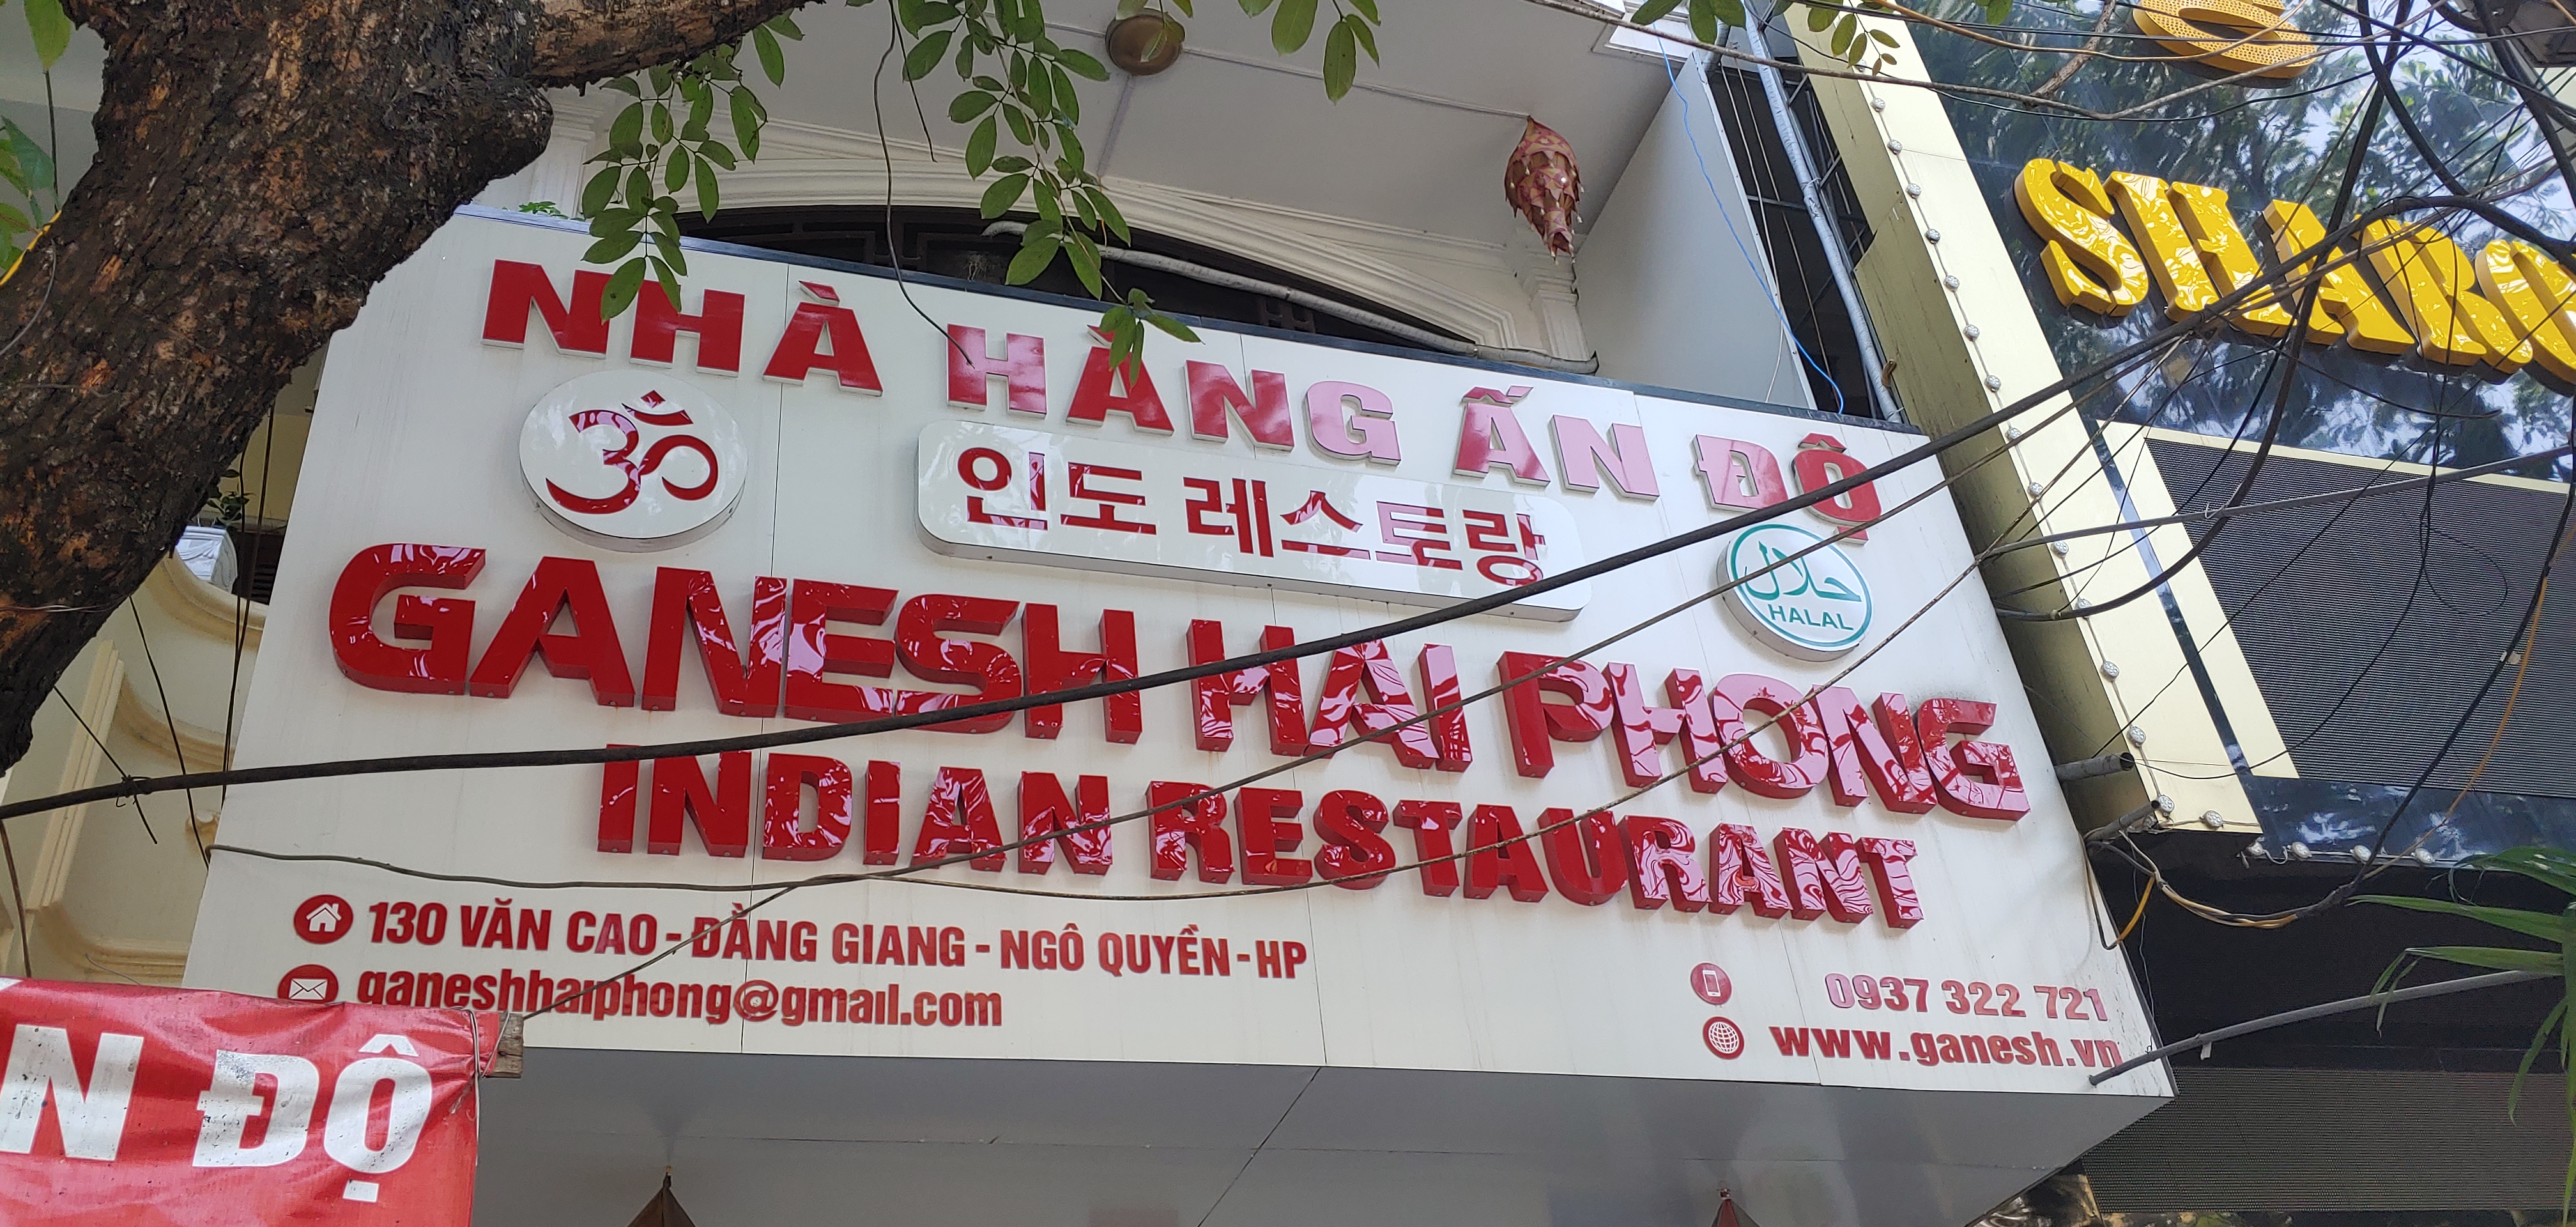 NHÀ HÀNG ẤN ĐỘ
ॐ
인도 레스토랑
حلال
HALAL
GANESH HAI PHONG
INDIAN RESTAURANT
130 VĂN CAO - ĐẰNG GIANG - NGÔ QUYỀN - HP
ganeshhaiphong@gmail.com
0937 322 721
www.ganesh.vn
N ĐỘ